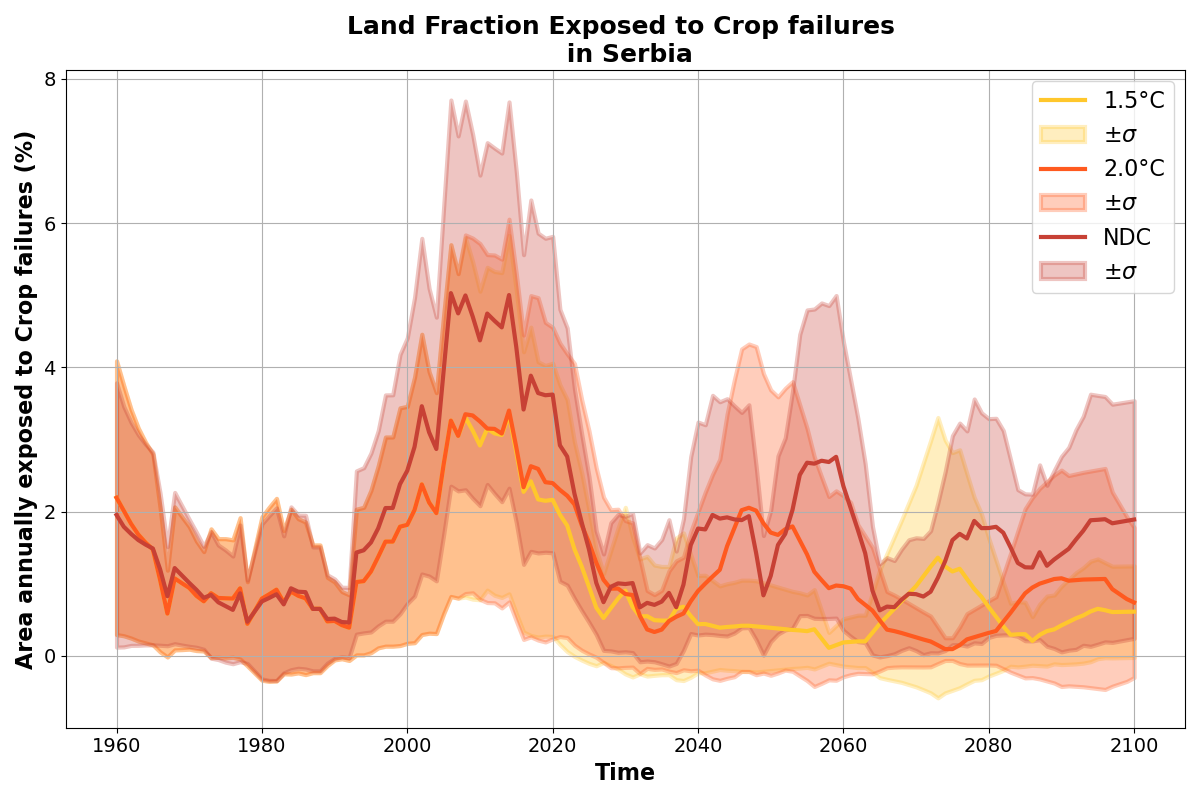 Land Fraction Exposed to Crop failures
in Serbia
Area annually exposed to Crop failures (%)
8
6
4
2
0
1.5°C
±σ
2.0°C
±σ
NDC
±σ
1960 1980 2000 2020 2040 2060 2080 2100
Time